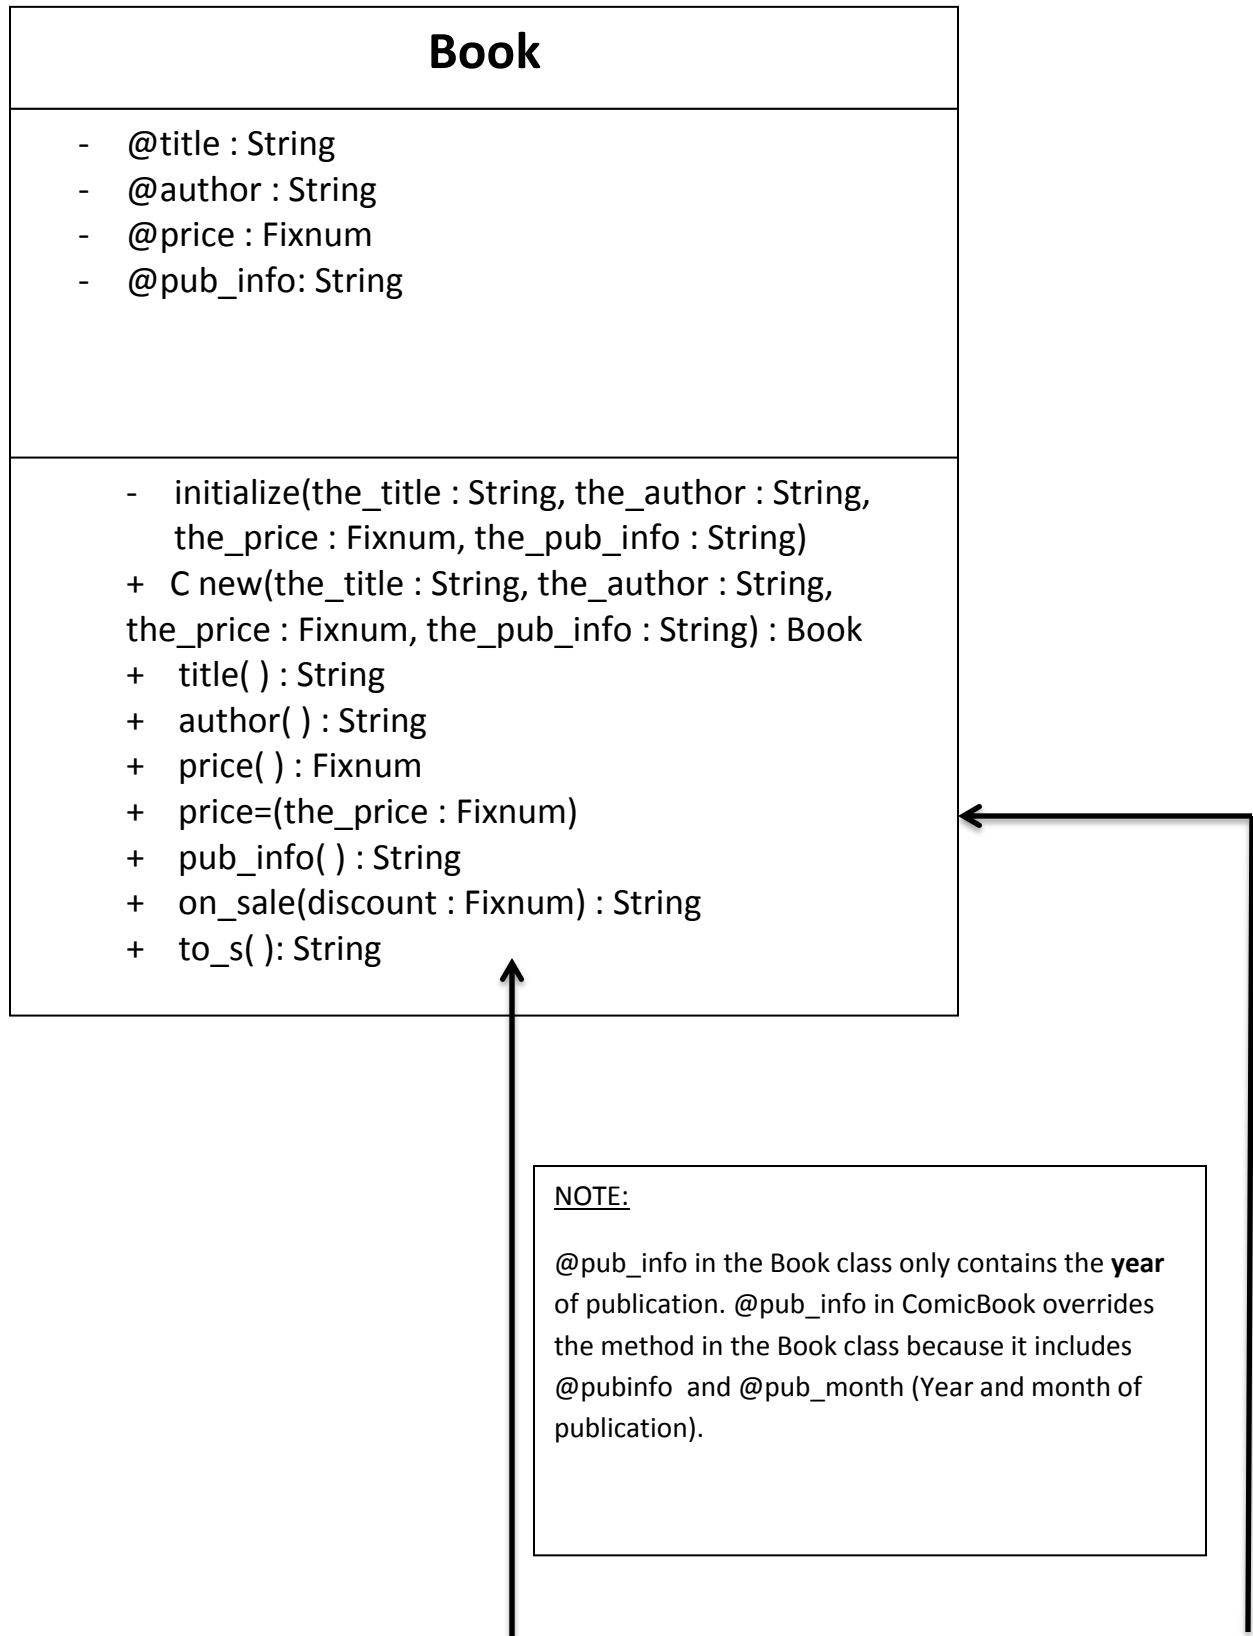 Book
- @title : String
- @author : String
- @price : Fixnum
- @pub_info: String
- initialize(the_title : String, the_author : String,
the_price : Fixnum, the_pub_info : String)
+ C new(the_title : String, the_author : String,
the_price : Fixnum, the_pub_info : String) : Book
+ title( ) : String
+ author( ) : String
+ price( ) : Fixnum
+ price=(the_price : Fixnum)
+ pub_info( ) : String
+ on_sale(discount : Fixnum) : String
+ to_s( ): String
NOTE:
@pub_info in the Book class only contains the year
of publication. @pub_info in ComicBook overrides
the method in the Book class because it includes
@pubinfo and @pub_month (Year and month of
publication).